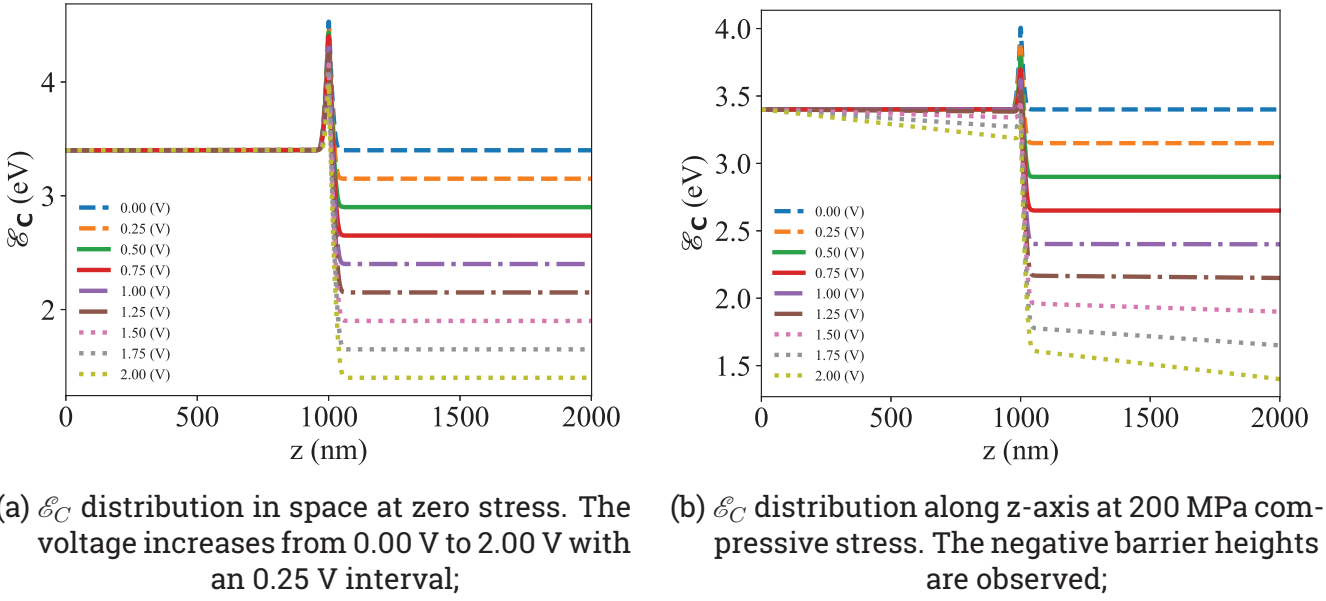 4
3
2
ℰC (eV)
0.00 (V)
0.25 (V)
0.50 (V)
0.75 (V)
1.00 (V)
1.25 (V)
1.50 (V)
1.75 (V)
2.00 (V)
0 500 1000 1500 2000
z (nm)
4.0
3.5
3.0
2.5
2.0
1.5
ℰC (eV)
0.00 (V)
0.25 (V)
0.50 (V)
0.75 (V)
1.00 (V)
1.25 (V)
1.50 (V)
1.75 (V)
2.00 (V)
0 500 1000 1500 2000
z (nm)
(a) ℰC distribution in space at zero stress. The
voltage increases from 0.00 V to 2.00 V with
an 0.25 V interval;
(b) ℰC distribution along z-axis at 200 MPa com-
pressive stress. The negative barrier heights
are observed;